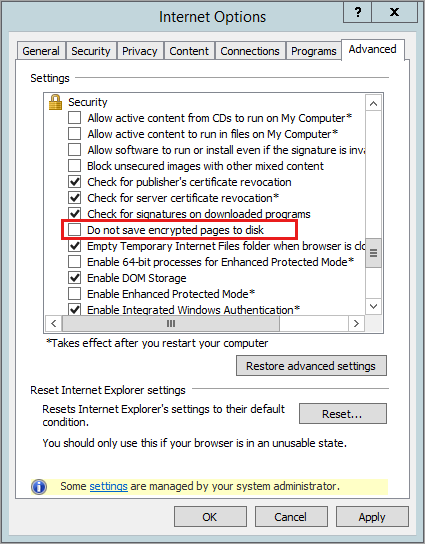 Internet Options
? x
General Security Privacy Content Connections Programs Advanced
Settings
Security
Allow active content from CDs to run on My Computer*
Allow active content to run in files on My Computer*
Allow software to run or install even if the signature is inva
Block unsecured images with other mixed content
Check for publisher's certificate revocation
Check for server certificate revocation*
Check for signatures on downloaded programs
Do not save encrypted pages to disk
Empty Temporary Internet Files folder when browser is clo
Enable 64-bit processes for Enhanced Protected Mode*
Enable DOM Storage
Enable Enhanced Protected Mode*
Enable Integrated Windows Authentication*
*Takes effect after you restart your computer
Restore advanced settings
Reset Internet Explorer settings
Resets Internet Explorer's settings to their default
condition.
Reset...
You should only use this if your browser is in an unusable state.
Some settings are managed by your system administrator.
OK Cancel Apply